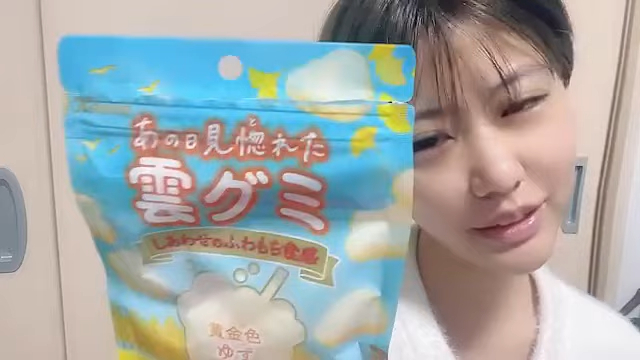 あの日見惚れた
雲グミ
しあわせのふわもち食感
黄金色
ゆず